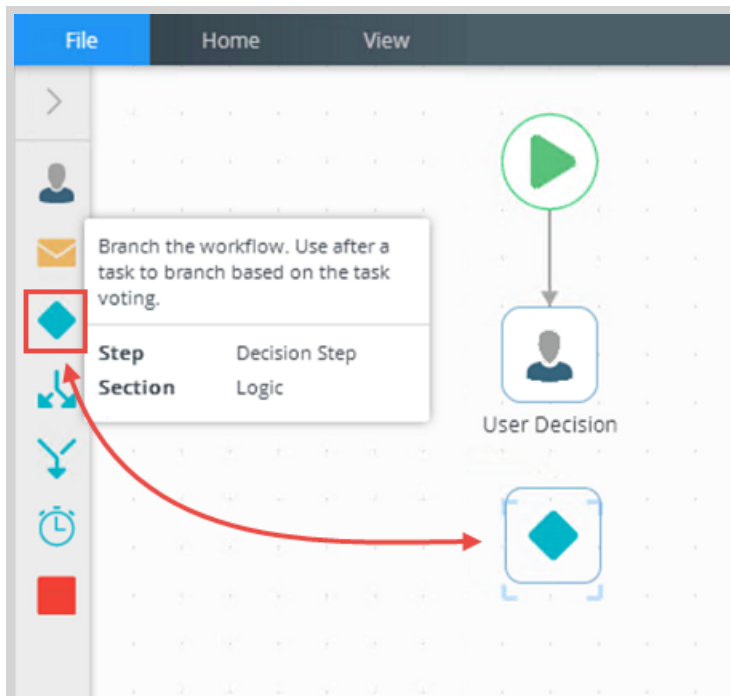 File Home View
Branch the workflow. Use after a
task to branch based on the task
voting.
Step Decision Step
Section Logic
User Decision